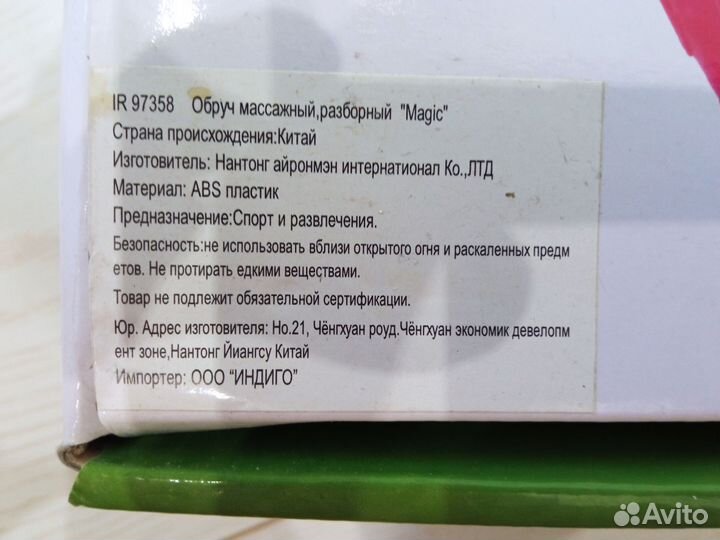 IR 97358 Обруч массажный,разборный "Magic"
Страна происхождения:Китай
Изготовитель: Нантонг айронмэн интернатионал Ко.,ЛТД
Материал: ABS пластик
Предназначение:Спорт и развлечения.
Безопасность:не использовать вблизи открытого огня и раскаленных предм
етов. Не протирать едкими веществами.
Товар не подлежит обязательной сертификации.
Юр. Адрес изготовителя: Но.21, Чёнгхуан роуд.Чёнгхуан экономик девелопм
ент зоне,Нантонг Йиангсу Китай
Импортер: ООО “ИНДИГО”
Avito